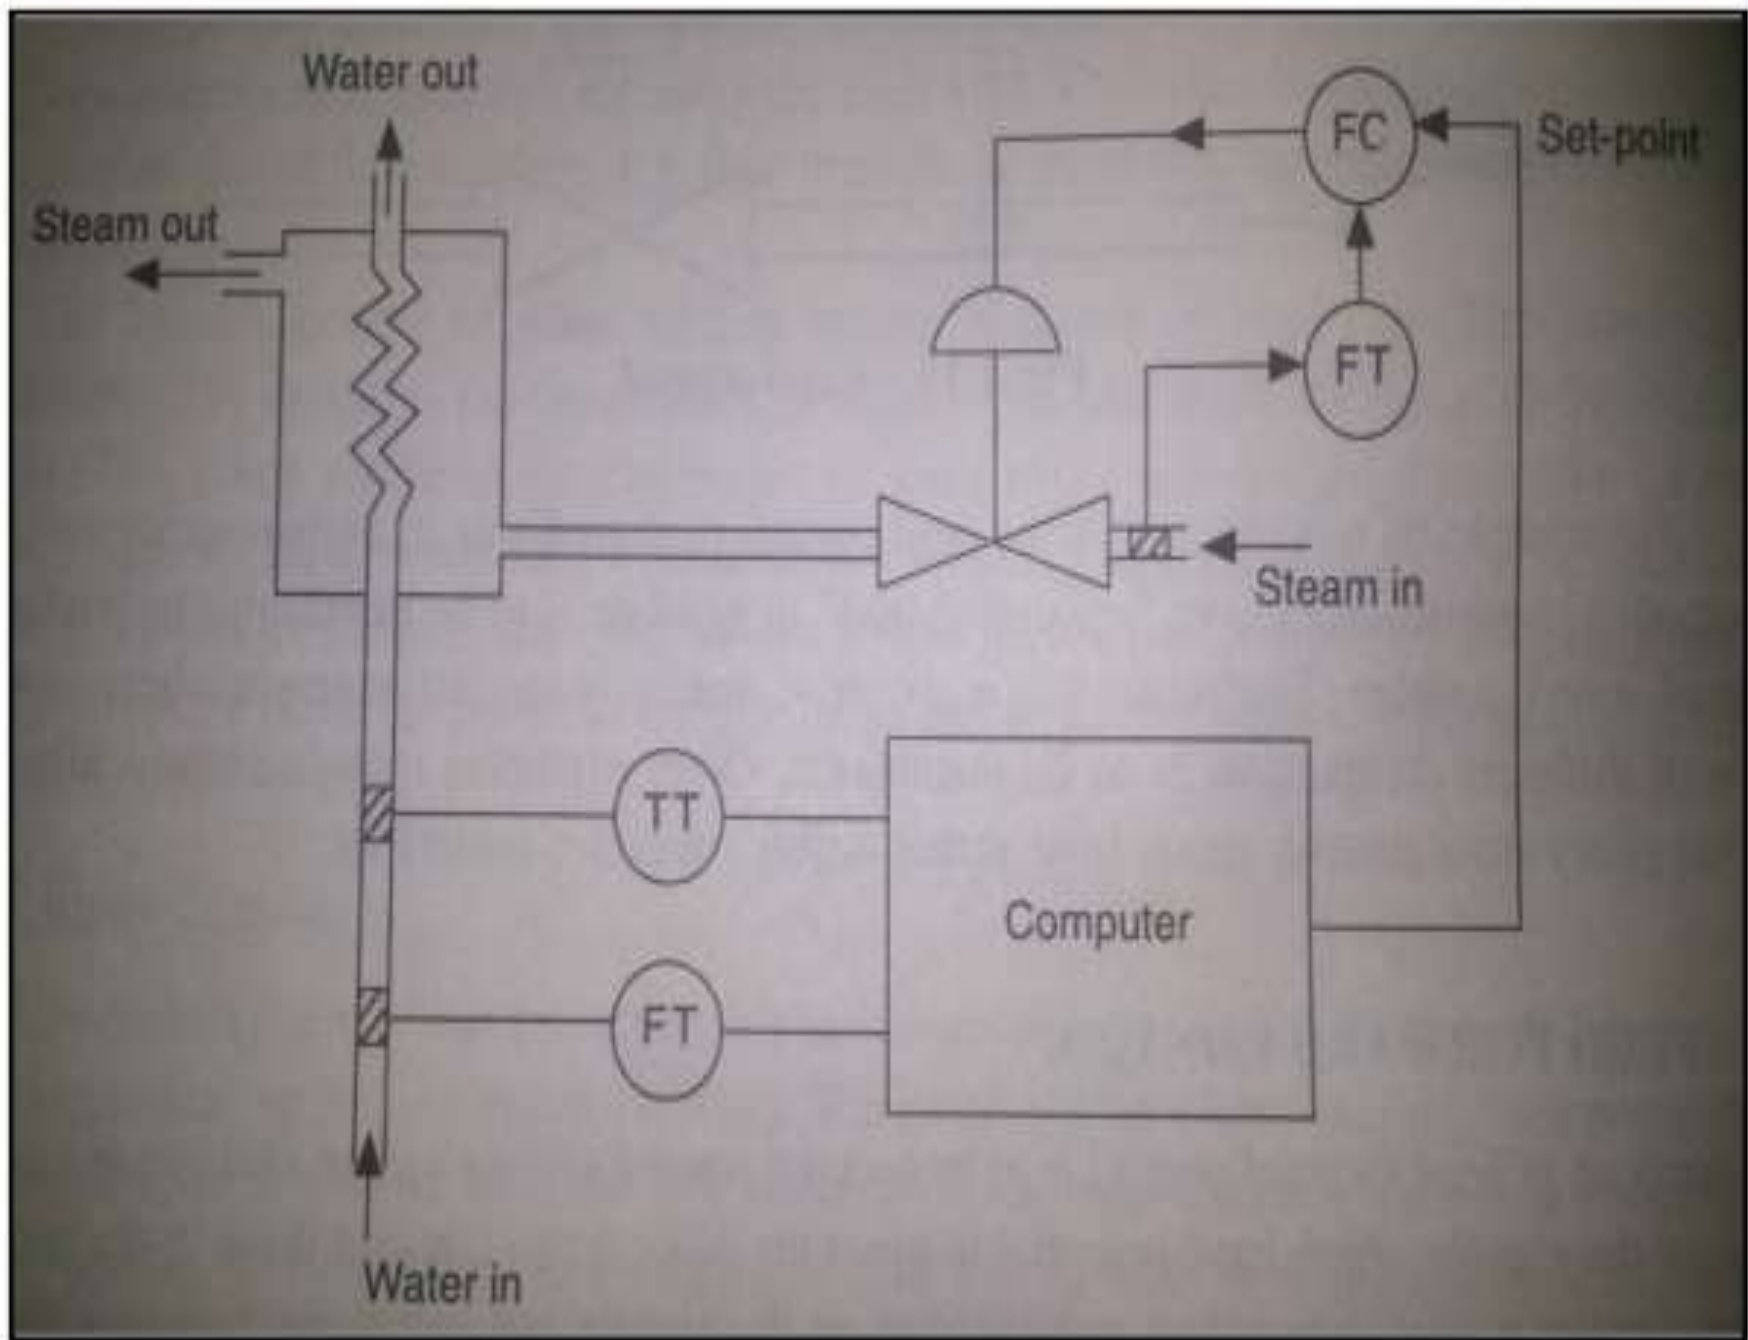 Water out
FC
Set-point
Steam out
FT
Steam in
TT
Computer
FT
Water in